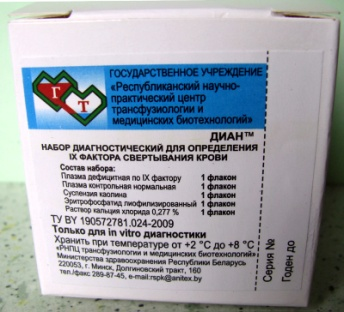 Г
Т
ГОСУДАРСТВЕННОЕ УЧРЕЖДЕНИЕ
«Республиканский научно-
практический центр
трансфузиологии и
медицинских биотехнологий»
ДИАН™
НАБОР ДИАГНОСТИЧЕСКИЙ ДЛЯ ОПРЕДЕЛЕНИЯ
IX ФАКТОРА СВЕРТЫВАНИЯ КРОВИ
Состав набора:
Плазма дефицитная по IX фактору 1 флакон
Плазма контрольная нормальная 1 флакон
Суспензия каолина 1 флакон
Эритрофосфатид лиофилизированный 1 флакон
Раствор кальция хлорида 0,277 % 1 флакон
ТУ BY 190572781.024-2009
Только для in vitro диагностики
Хранить при температуре от +2 °С до +8 °С
«РНПЦ трансфузиологии и медицинских биотехнологий»
Министерства здравоохранения Республики Беларусь
220053, г. Минск, Долгиновский тракт, 160
тел./факс 289-87-45, e-mail: rspk@anitex.by
Серия №
Годен до